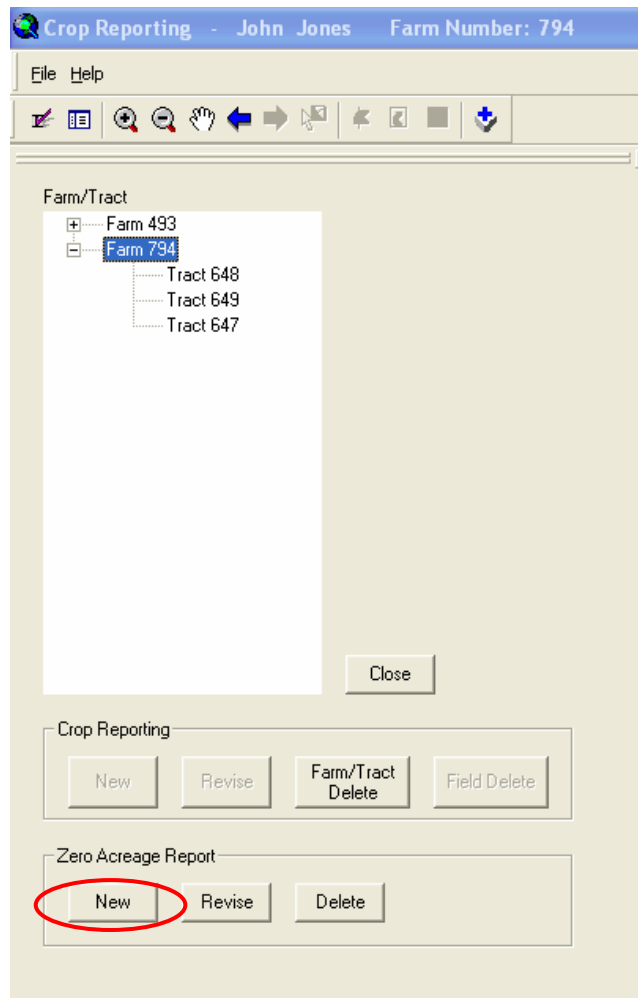 Crop Reporting - John Jones Farm Number: 794
File Help
Farm/Tract
Farm 493
Farm 794
Tract 648
Tract 649
Tract 647
Close
Crop Reporting
New Revise Farm/Tract Delete Field Delete
Zero Acreage Report
New Revise Delete